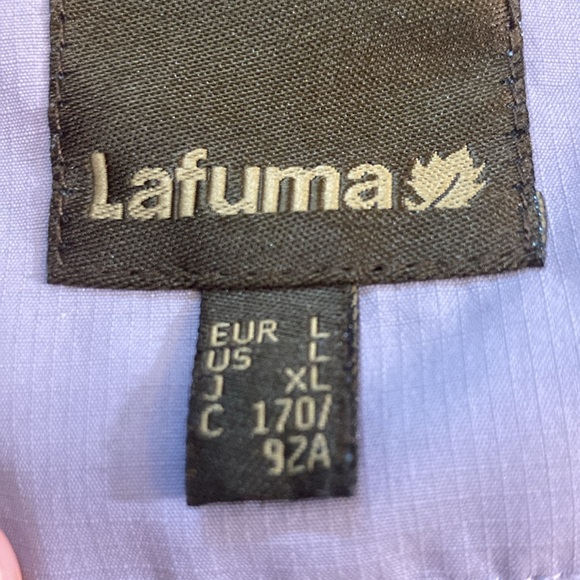 Lafuma
EUR L
US L
J XL
C 170/
92A